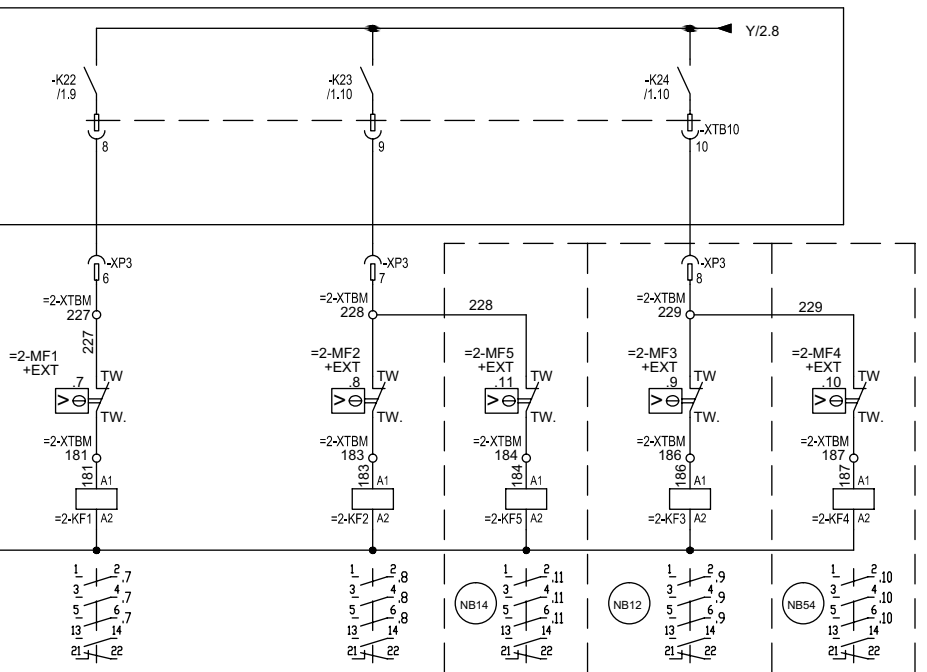 Y/2.8
-K22
/1.9
-K23
/1.10
-K24
/1.10
-XTB10
8
9
10
-XP3
6
-XP3
7
-XP3
8
=2-XTBM
227
=2-XTBM
228
228
=2-XTBM
229
229
227
=2-MF1
+EXT
.7
TW
TW.
=2-MF2
+EXT
.8
TW
TW.
=2-MF5
+EXT
.11
TW
TW.
=2-MF3
+EXT
.9
TW
TW.
=2-MF4
+EXT
.10
TW
TW.
V
V
V
V
V
=2-XTBM
181
=2-XTBM
183
=2-XTBM
184
=2-XTBM
186
=2-XTBM
187
181
A1
183
A1
184
A1
186
A1
187
A1
=2-KF1
A2
=2-KF2
A2
=2-KF5
A2
=2-KF3
A2
=2-KF4
A2
1 2 .7
3 4 .7
5 6 .7
13 14
21 22
1 2 .8
3 4 .8
5 6 .8
13 14
21 22
NB14
1 2 .11
3 4 .11
5 6 .11
13 14
21 22
NB12
1 2 .9
3 4 .9
5 6 .9
13 14
21 22
NB54
1 2 .10
3 4 .10
5 6 .10
13 14
21 22